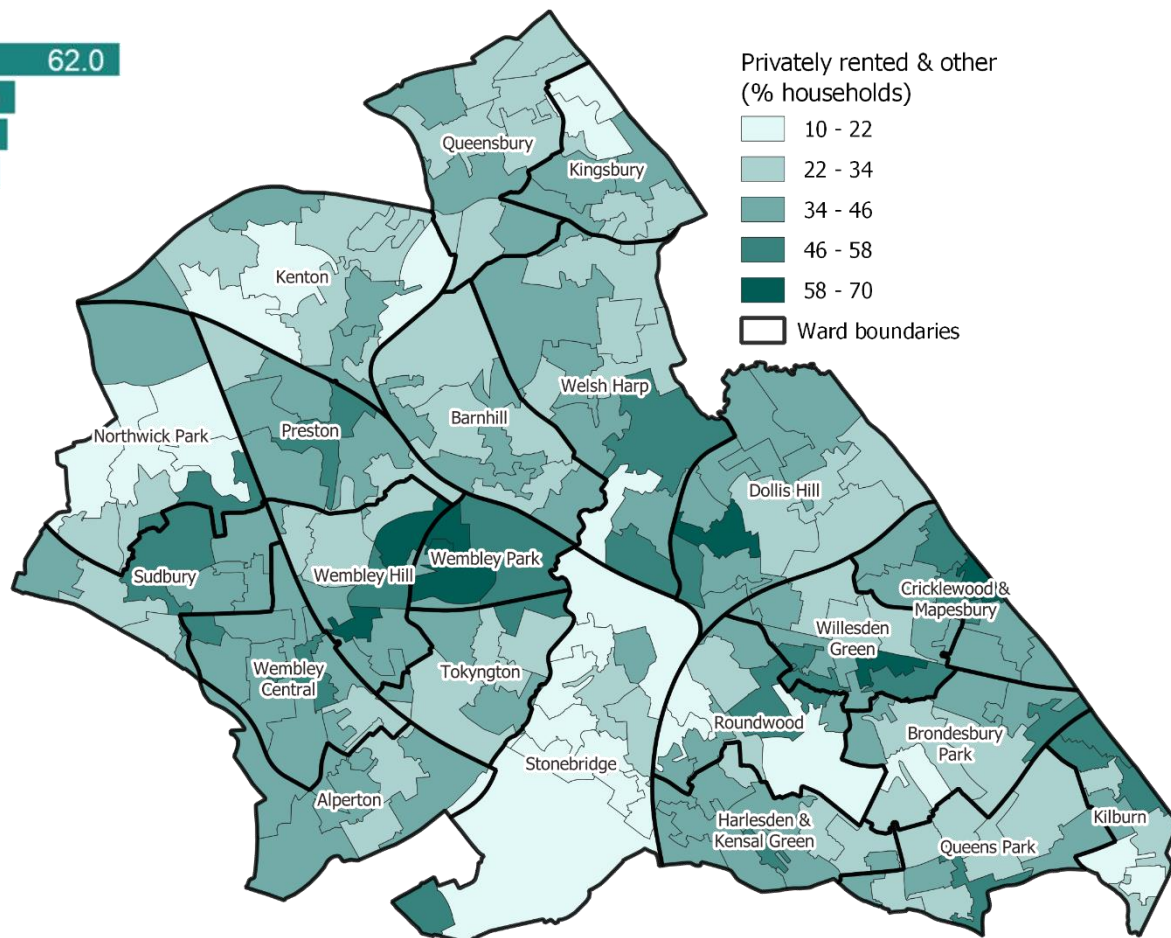 62.0
Privately rented & other
(% households)
10 - 22
22 - 34
34 - 46
46 - 58
58 - 70
Ward boundaries
Queensbury
Kingsbury
Kenton
Welsh Harp
Barnhill
Northwick Park
Preston
Dollis Hill
Wembley Park
Sudbury
Wembley Hill
Cricklewood &
Mapesbury
Willesden
Green
Wembley
Central
Tokyngton
Roundwood
Brondesbury
Park
Stonebridge
Alperton
Harlesden &
Kensal Green
Queens Park
Kilburn